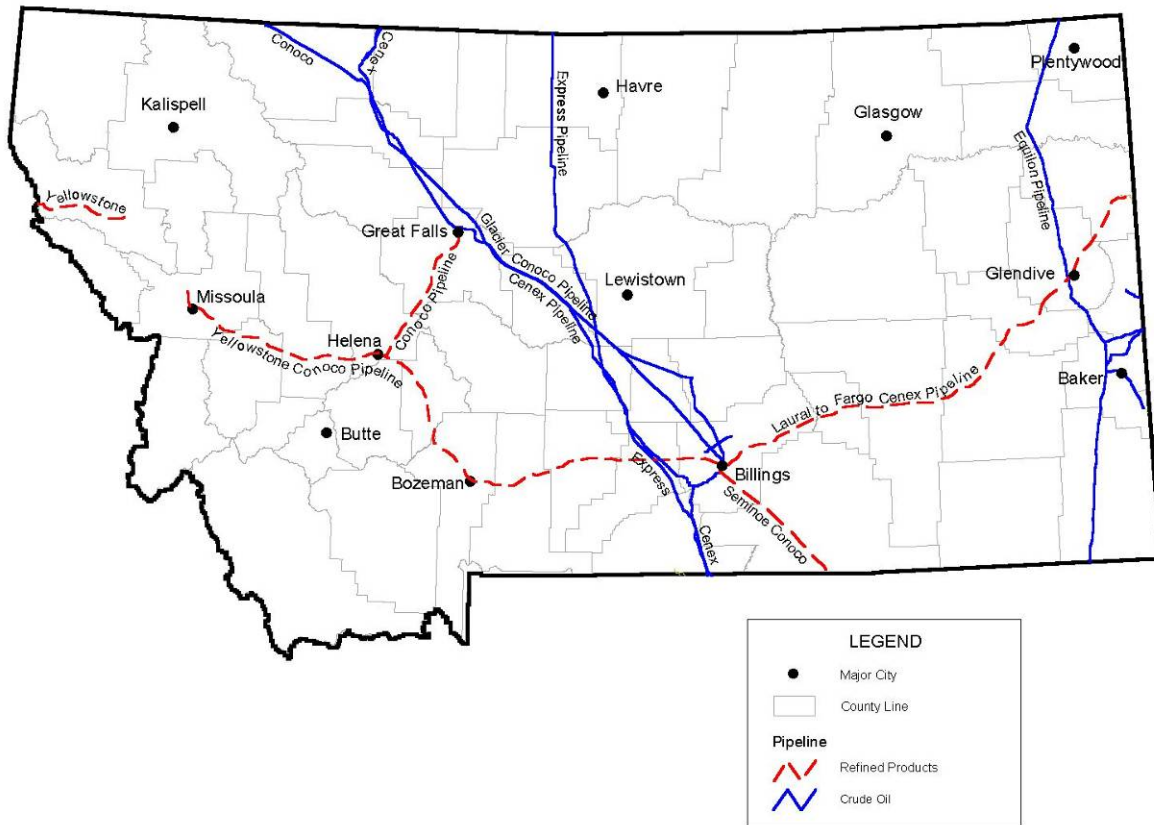 Conoco
Cenex
Express Pipeline
Havre
Plentywood
Kalispell
Glasgow
Equilon Pipeline
Yellowstone
Great Falls
Glacier Conoco Pipeline
Cenex Pipeline
Conoco Pipeline
Lewistown
Glendive
Missoula
Helena
Yellowstone Conoco Pipeline
Baker
Laural to Fargo Cenex Pipeline
Butte
Bozeman
Express
Billings
Seminoe Conoco
Cenex
LEGEND
Major City
County Line
Pipeline
Refined Products
Crude Oil